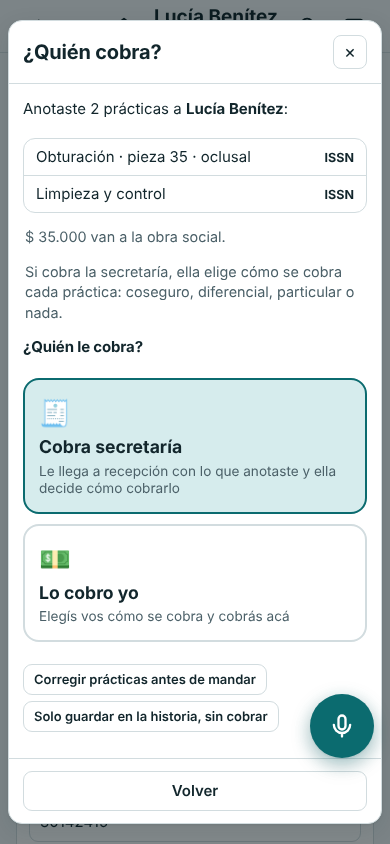 Lucía Benítez
¿Quién cobra?
×
Anotaste 2 prácticas a Lucía Benítez:
Obturación · pieza 35 · oclusal ISSN
Limpieza y control ISSN
$ 35.000 van a la obra social.
Si cobra la secretaría, ella elige cómo se cobra
cada práctica: coseguro, diferencial, particular o
nada.
¿Quién le cobra?
Cobra secretaría
Le llega a recepción con lo que anotaste y ella
decide cómo cobrarlo
Lo cobro yo
Elegís vos cómo se cobra y cobrás acá
Corregir prácticas antes de mandar
Solo guardar en la historia, sin cobrar
Volver